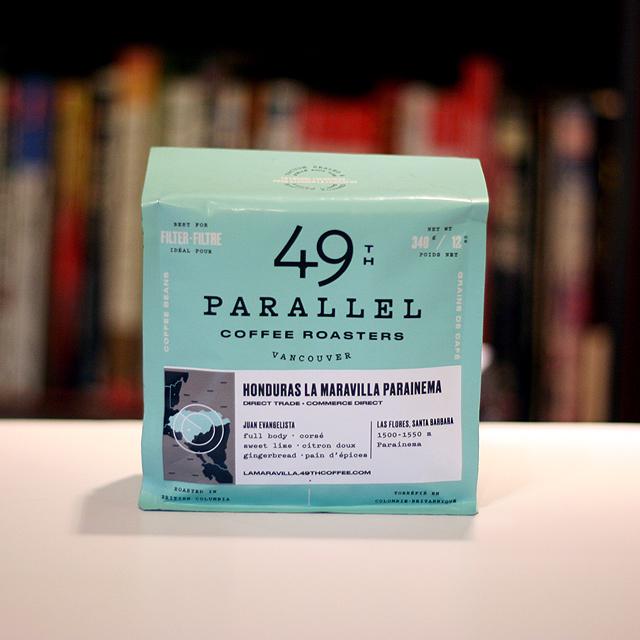 BEST FOR
FILTER-FILTRE
IDÉAL POUR
49TH
NET WT
340g / 12oz
POIDS NET
PARALLEL
COFFEE ROASTERS
VANCOUVER
COFFEE BEANS
GRAINS DE CAFÉ
HONDURAS LA MARAVILLA PARAINEMA
DIRECT TRADE • COMMERCE DIRECT
JUAN EVANGELISTA
full body · corsé
sweet lime · citron doux
gingerbread · pain d'épices
LAS FLORES, SANTA BARBARA
1500-1550 m
Parainema
LAMARAVILLA.49THCOFFEE.COM
ROASTED IN
BRITISH COLUMBIA
TORRÉFIÉ EN
COLOMBIE-BRITANNIQUE